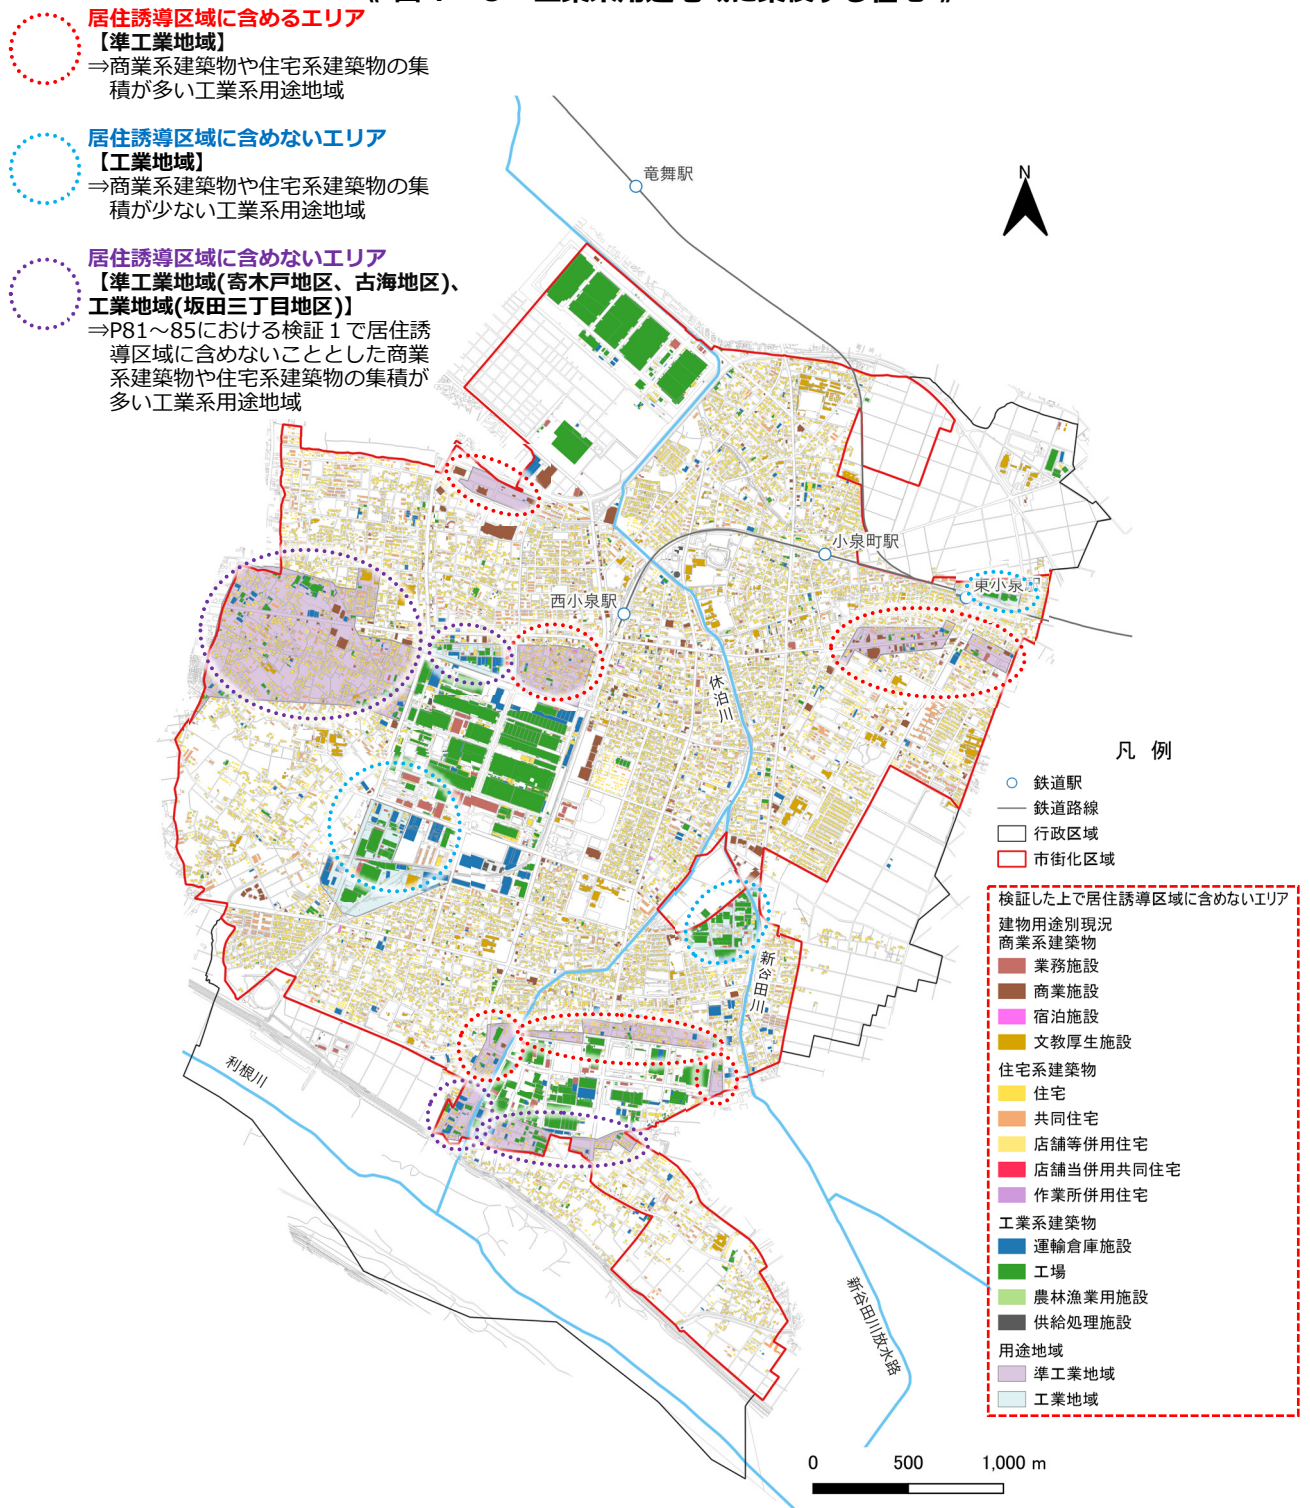 居住誘導区域に含めるエリア
【準工業地域】
⇒商業系建築物や住宅系建築物の集
積が多い工業系用途地域
居住誘導区域に含めないエリア
【工業地域】
⇒商業系建築物や住宅系建築物の集
積が少ない工業系用途地域
居住誘導区域に含めないエリア
【準工業地域(寄木戸地区、古海地区)、
工業地域(坂田三丁目地区)】
⇒P81～85における検証１で居住誘
導区域に含めないこととした商業
系建築物や住宅系建築物の集積が
多い工業系用途地域
竜舞駅
N
小泉町駅
東小泉
西小泉駅
休泊川
新谷田川
利根川
新谷田川放水路
凡 例
鉄道駅
鉄道路線
行政区域
市街化区域
検証した上で居住誘導区域に含めないエリア
建物用途別現況
商業系建築物
業務施設
商業施設
宿泊施設
文教厚生施設
住宅系建築物
住宅
共同住宅
店舗等併用住宅
店舗当併用共同住宅
作業所併用住宅
工業系建築物
運輸倉庫施設
工場
農林漁業用施設
供給処理施設
用途地域
準工業地域
工業地域
0 500 1,000 m